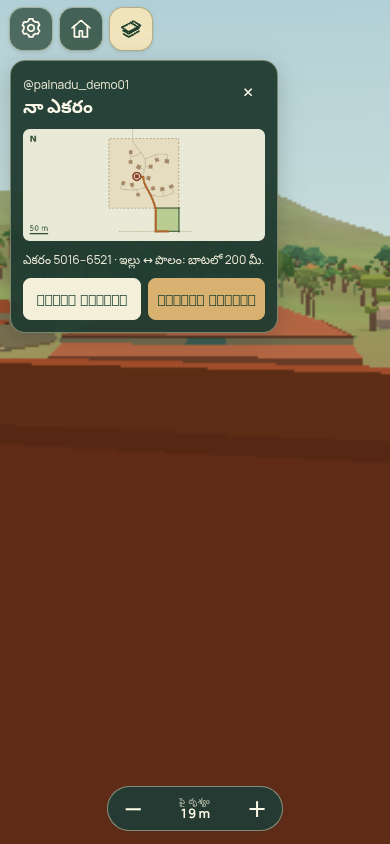 @palnadu_demo01
నా ఎకరం
N
50 m
ఎకరం 5016–6521 · ఇల్లు ↔ పొలం: బాటలో 200 మీ.
పై దృశ్యం
19 m